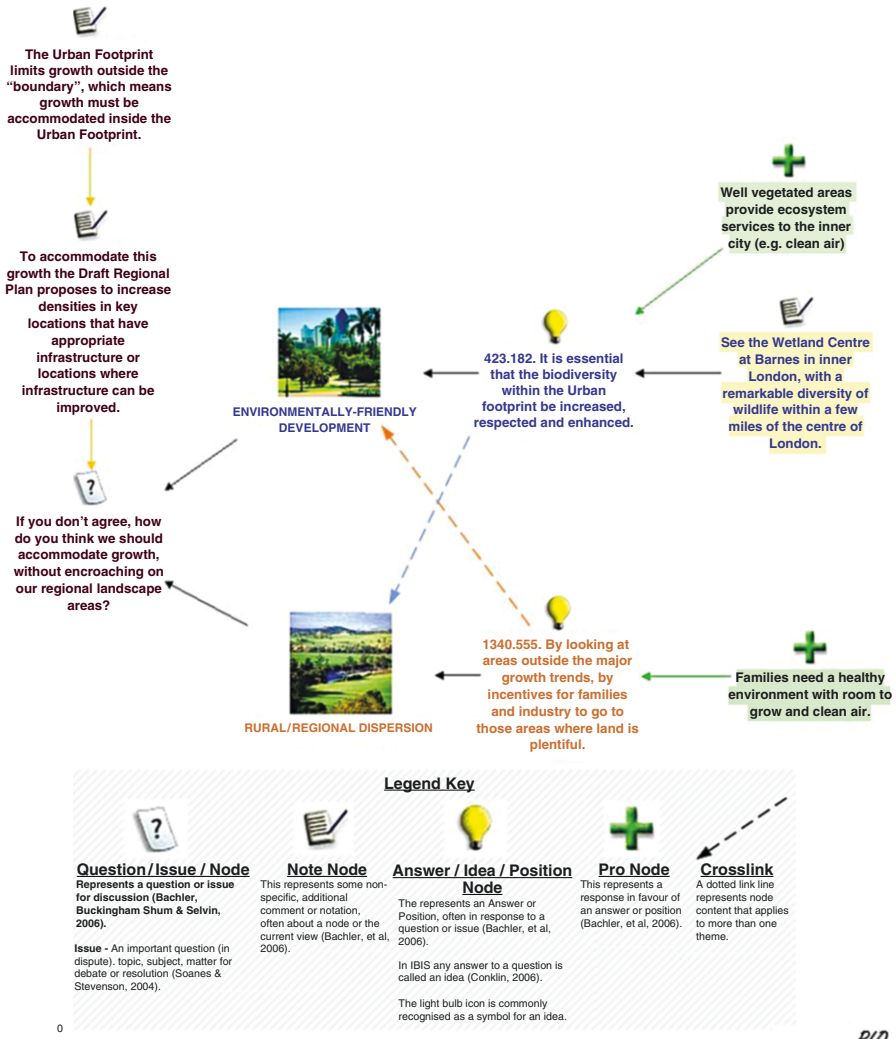 The Urban Footprint
limits growth outside the
“boundary”, which means
growth must be
accommodated inside the
Urban Footprint.
To accommodate this
growth the Draft Regional
Plan proposes to increase
densities in key
locations that have
appropriate
infrastructure or
locations where
infrastructure can be
improved.
?
If you don’t agree, how
do you think we should
accommodate growth,
without encroaching on
our regional landscape
areas?
ENVIRONMENTALLY-FRIENDLY
DEVELOPMENT
RURAL/REGIONAL DISPERSION
423.182. It is essential
that the biodiversity
within the Urban
footprint be increased,
respected and enhanced.
1340.555. By looking at
areas outside the major
growth trends, by
incentives for families
and industry to go to
those areas where land is
plentiful.
Well vegetated areas
provide ecosystem
services to the inner
city (e.g. clean air)
See the Wetland Centre
at Barnes in inner
London, with a
remarkable diversity of
wildlife within a few
miles of the centre of
London.
Families need a healthy
environment with room to
grow and clean air.
Legend Key
?
Question/Issue/Node
Represents a question or issue
for discussion (Bachler,
Buckingham Shum & Selvin,
2006).
Issue - An important question (in
dispute). topic, subject, matter for
debate or resolution (Soanes &
Stevenson, 2004).
Note Node
This represents some non-
specific, additional
comment or notation,
often about a node or the
current view (Bachler, et al,
2006).
Answer / Idea / Position
Node
The represents an Answer or
Position, often in response to a
question or issue (Bachler, et al,
2006).
In IBIS any answer to a question is
called an idea (Conklin, 2006).
The light bulb icon is commonly
recognised as a symbol for an idea.
Pro Node
This represents a
response in favour of
an answer or position
(Bachler, et al, 2006).
Crosslink
A dotted link line
represents node
content that applies
to more than one
theme.
0